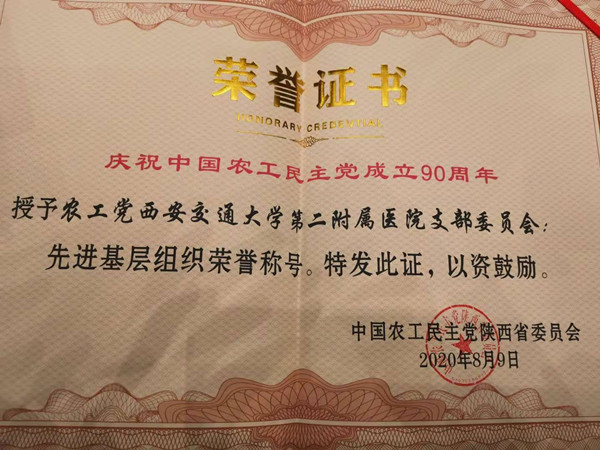 荣誉证书
HONORARY CREDENTIAL
庆祝中国农工民主党成立90周年
授予农工党西安交通大学第二附属医院支部委员会：
先进基层组织荣誉称号。特发此证，以资鼓励。
中国农工民主党陕西省委员会
2020年8月9日